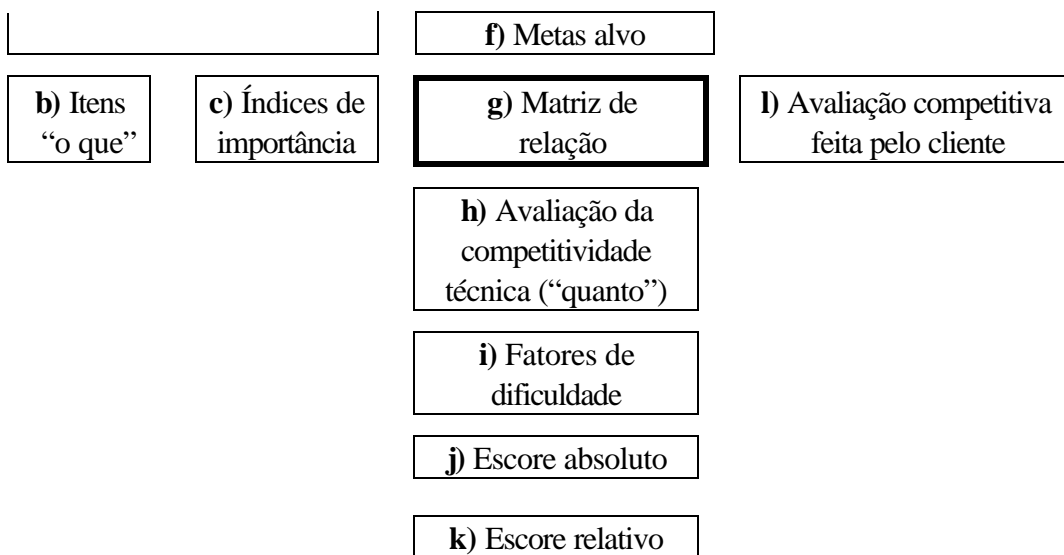 f) Metas alvo
b) Itens
“o que”
c) Índices de
importância
g) Matriz de
relação
l) Avaliação competitiva
feita pelo cliente
h) Avaliação da
competitividade
técnica (“quanto”)
i) Fatores de
dificuldade
j) Escore absoluto
k) Escore relativo